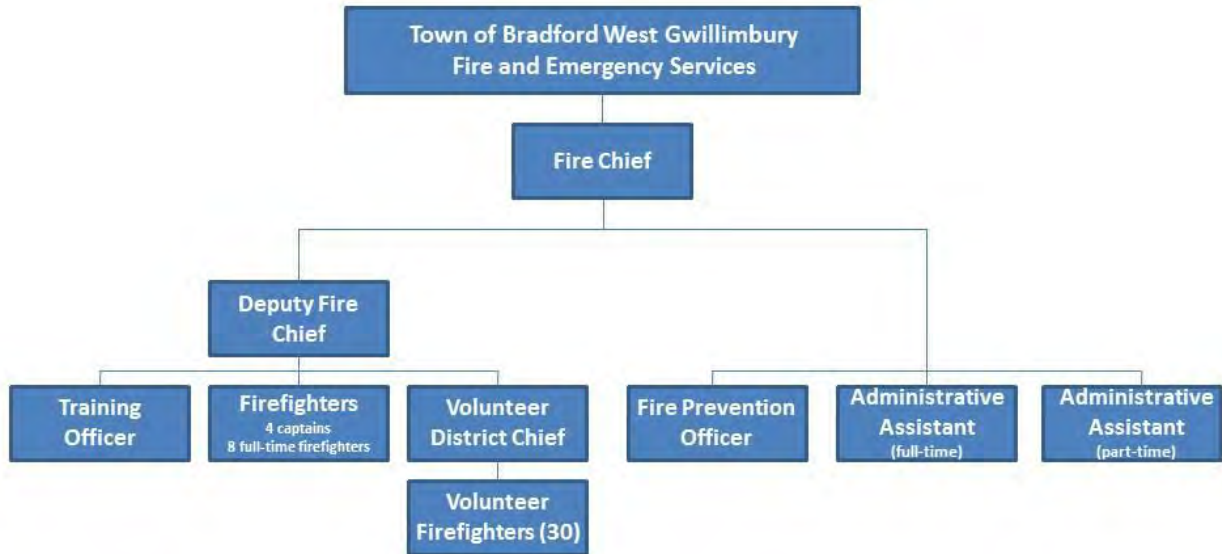 Town of Bradford West Gwillimbury
Fire and Emergency Services
Fire Chief
Deputy Fire
Chief
Training
Officer
Firefighters
4 captains
8 full-time firefighters
Volunteer
District Chief
Fire Prevention
Officer
Administrative
Assistant
(full-time)
Administrative
Assistant
(part-time)
Volunteer
Firefighters (30)